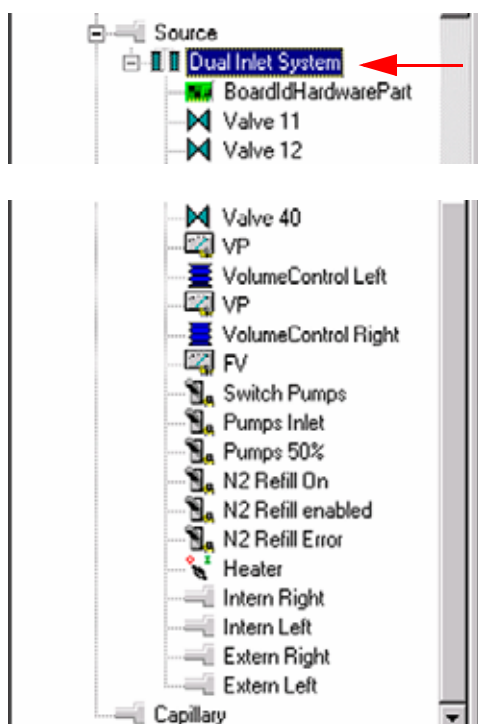 Source
Dual Inlet System
BoardIdHardwarePart
Valve 11
Valve 12
Valve 40
VP
VolumeControl Left
VP
VolumeControl Right
FV
Switch Pumps
Pumps Inlet
Pumps 50%
N2 Refill On
N2 Refill enabled
N2 Refill Error
Heater
Intern Right
Intern Left
Extern Right
Extern Left
Capillary